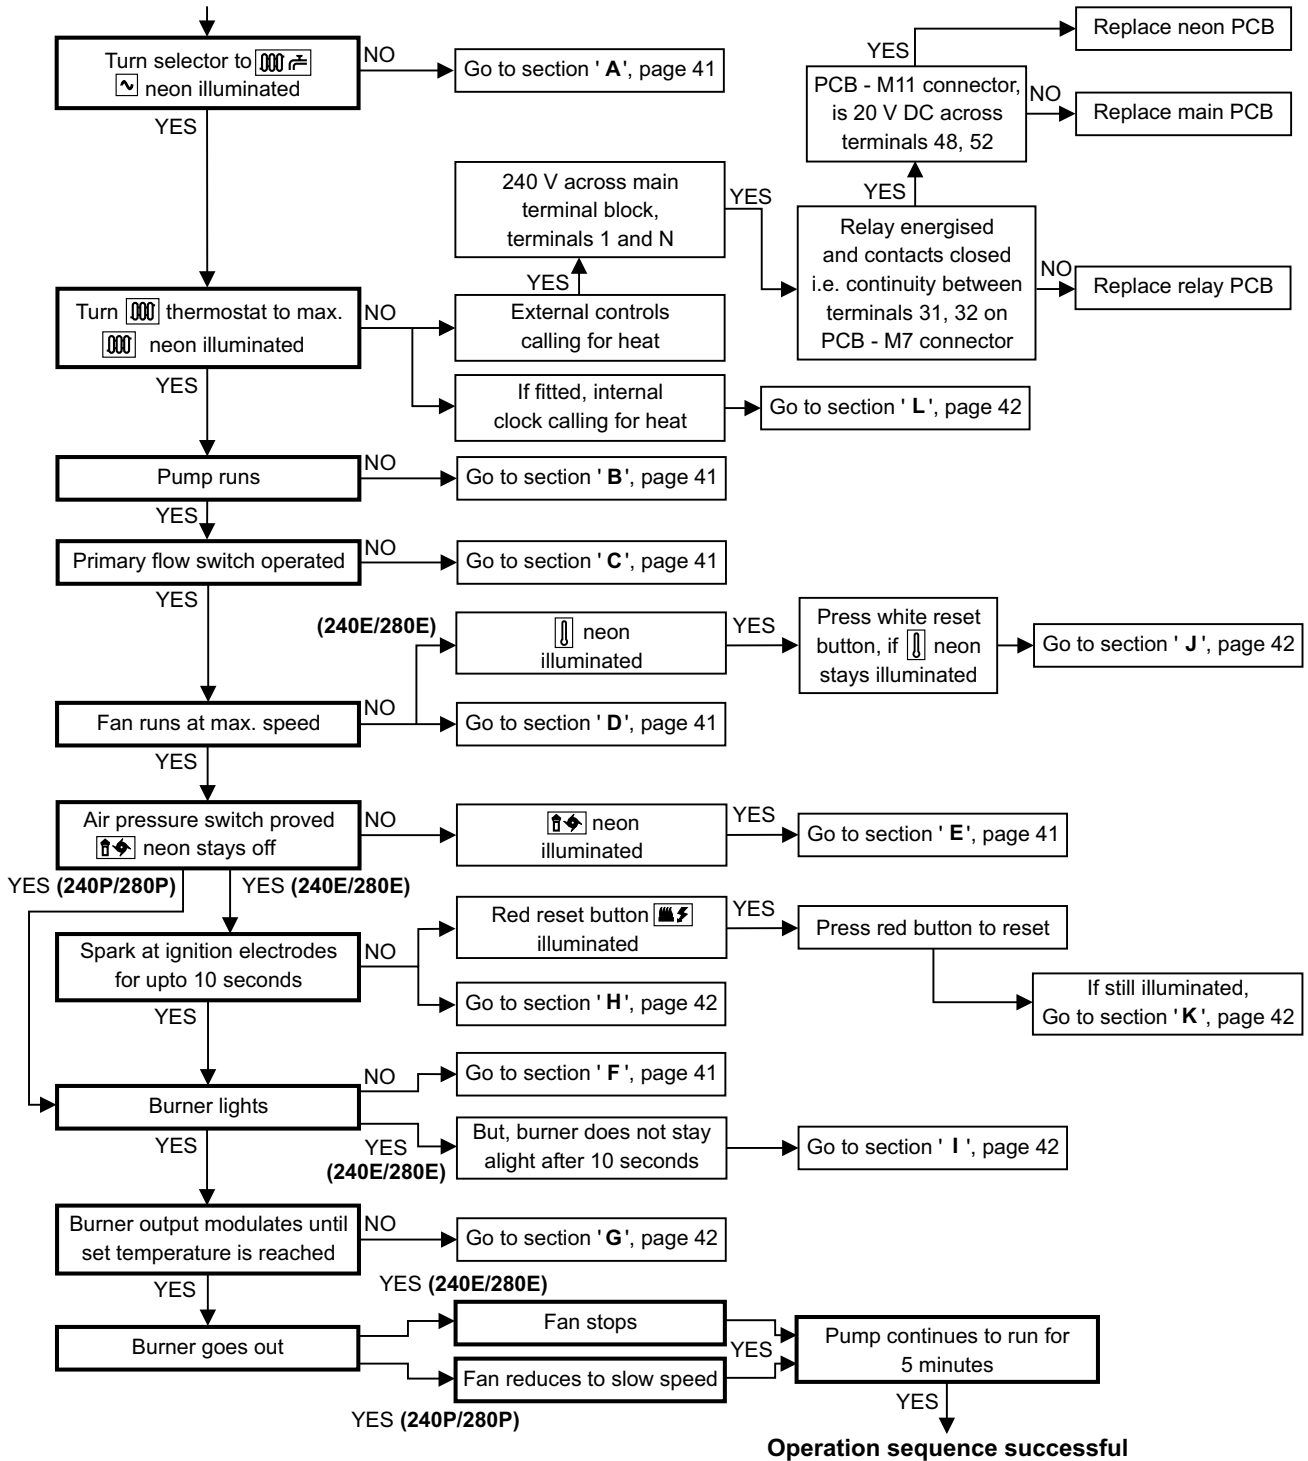 Turn selector to
neon illuminated
NO
Go to section ' A', page 41
YES
Replace neon PCB
YES
PCB - M11 connector,
is 20 V DC across
terminals 48, 52
NO
Replace main PCB
YES
240 V across main
terminal block,
terminals 1 and N
YES
Relay energised
and contacts closed
i.e. continuity between
terminals 31, 32 on
PCB - M7 connector
NO
Replace relay PCB
YES
Turn thermostat to max.
neon illuminated
NO
External controls
calling for heat
YES
If fitted, internal
clock calling for heat
Go to section ' L', page 42
Pump runs
NO
Go to section ' B', page 41
YES
Primary flow switch operated
NO
Go to section ' C', page 41
YES
(240E/280E)
neon
illuminated
YES
Press white reset
button, if neon
stays illuminated
Go to section ' J', page 42
Fan runs at max. speed
NO
Go to section ' D', page 41
YES
Air pressure switch proved
neon stays off
NO
neon
illuminated
YES
Go to section ' E', page 41
YES (240P/280P)
YES (240E/280E)
Spark at ignition electrodes
for upto 10 seconds
NO
Red reset button
illuminated
YES
Press red button to reset
If still illuminated,
Go to section ' K', page 42
Go to section ' H', page 42
YES
Burner lights
NO
Go to section ' F', page 41
YES
(240E/280E)
But, burner does not stay
alight after 10 seconds
Go to section ' I ', page 42
YES
Burner output modulates until
set temperature is reached
NO
Go to section ' G', page 42
YES
YES (240E/280E)
Burner goes out
Fan stops
YES
Fan reduces to slow speed
YES (240P/280P)
Pump continues to run for
5 minutes
YES
Operation sequence successful